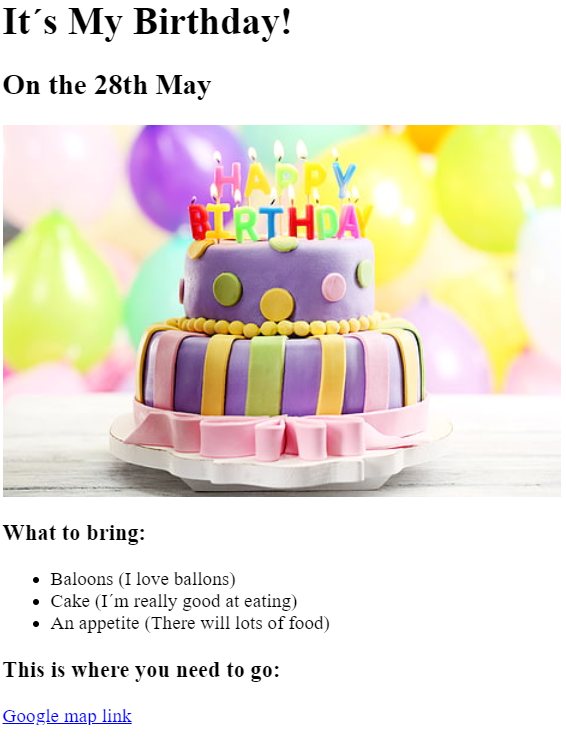 It´s My Birthday!
On the 28th May
HAPPY
BIRTHDAY
What to bring:
Baloons (I love ballons)
Cake (I´m really good at eating)
An appetite (There will lots of food)
This is where you need to go:
Google map link